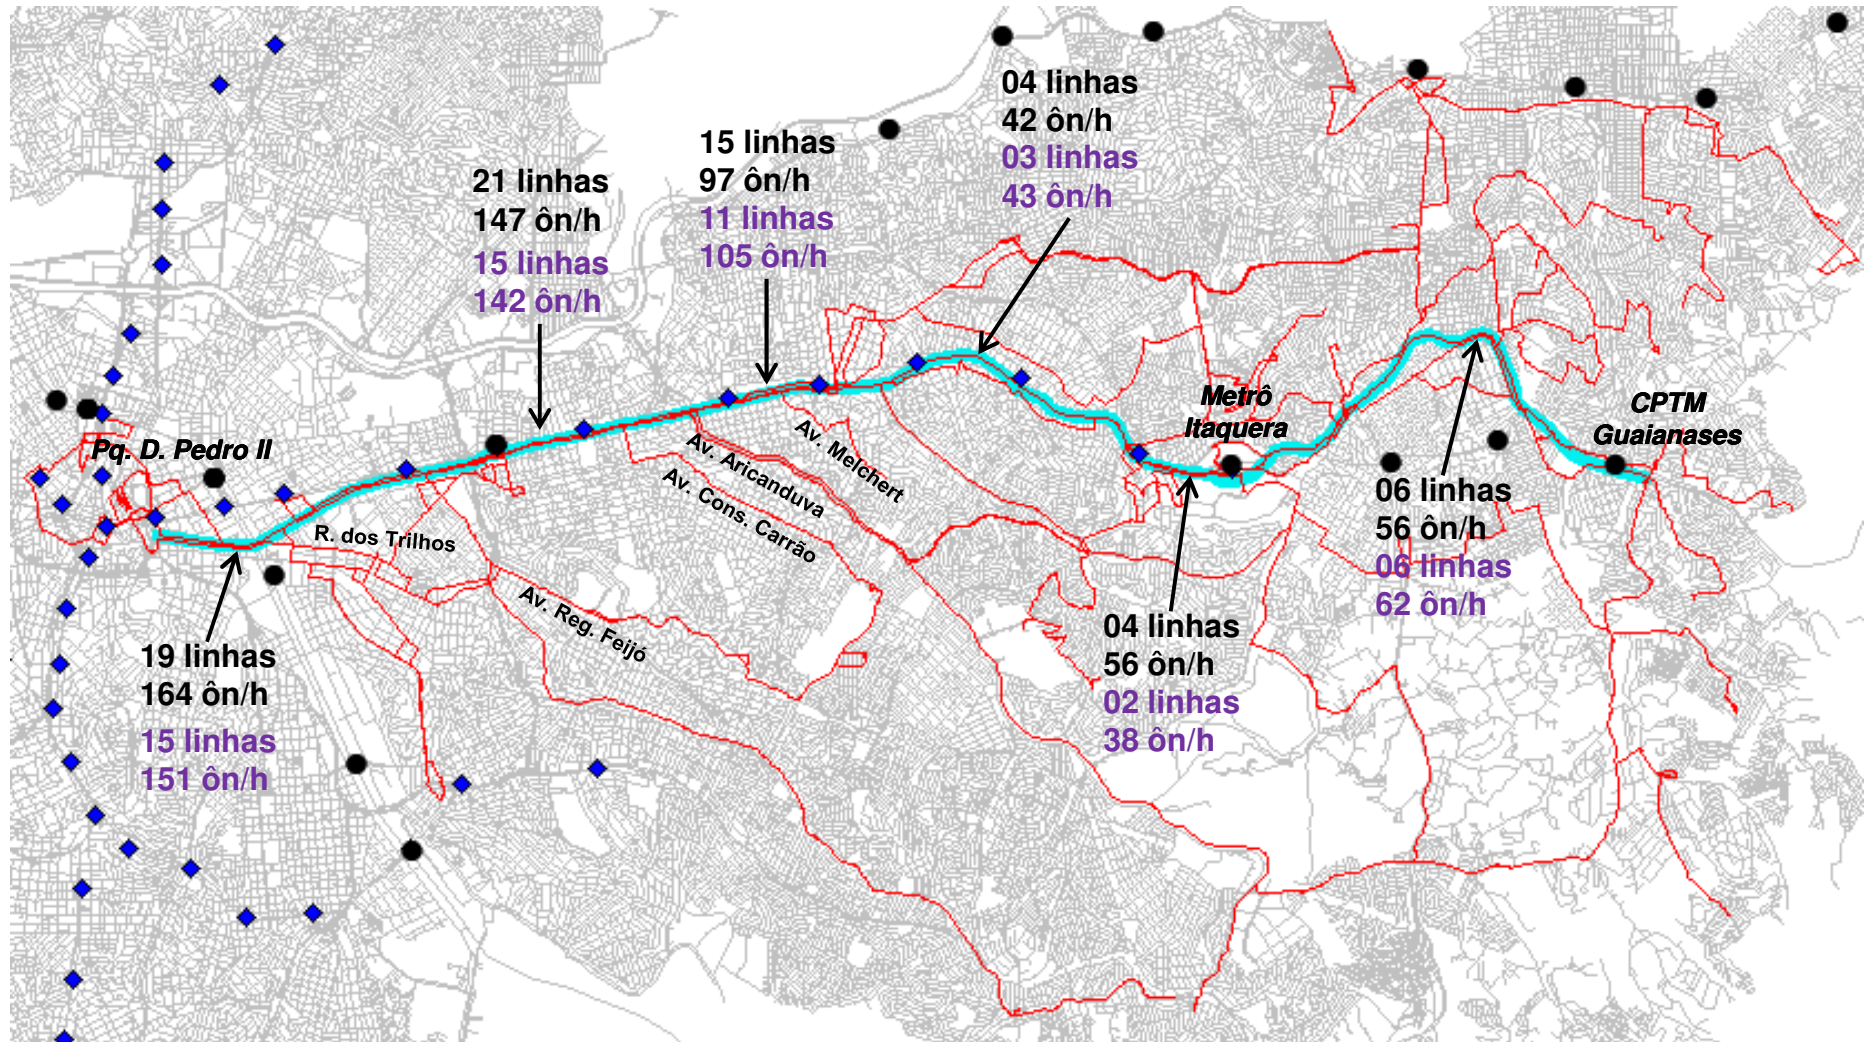 04 linhas
42 ôn/h
03 linhas
43 ôn/h
15 linhas
97 ôn/h
11 linhas
105 ôn/h
21 linhas
147 ôn/h
15 linhas
142 ôn/h
Metrô
Itaquera
CPTM
Guaianases
Pq. D. Pedro II
Av. Melchert
Av. Aricanduva
Av. Cons. Carrão
R. dos Trilhos
Av. Reg. Feijó
06 linhas
56 ôn/h
06 linhas
62 ôn/h
04 linhas
56 ôn/h
02 linhas
38 ôn/h
19 linhas
164 ôn/h
15 linhas
151 ôn/h